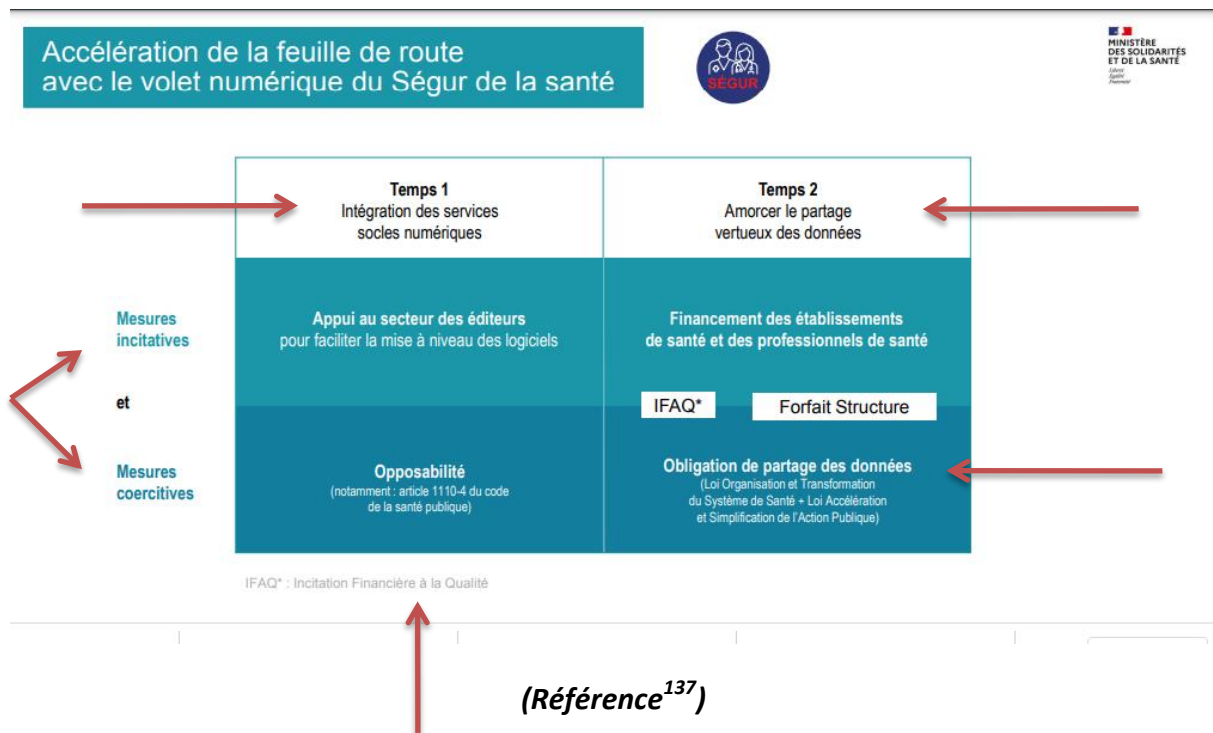 Accélération de la feuille de route
avec le volet numérique du Ségur de la santé
SÉGUR
MINISTÈRE
DES SOLIDARITÉS
ET DE LA SANTÉ
Liberté
Égalité
Fraternité
Temps 1
Intégration des services
socles numériques
Temps 2
Amorcer le partage
vertueux des données
Mesures
incitatives
Appui au secteur des éditeurs
pour faciliter la mise à niveau des logiciels
Financement des établissements
de santé et des professionnels de santé
et
IFAQ*
Forfait Structure
Mesures
coercitives
Opposabilité
(notamment : article 1110-4 du code
de la santé publique)
Obligation de partage des données
(Loi Organisation et Transformation
du Système de Santé + Loi Accélération
et Simplification de l'Action Publique)
IFAQ* : Incitation Financière à la Qualité
(Référence137)